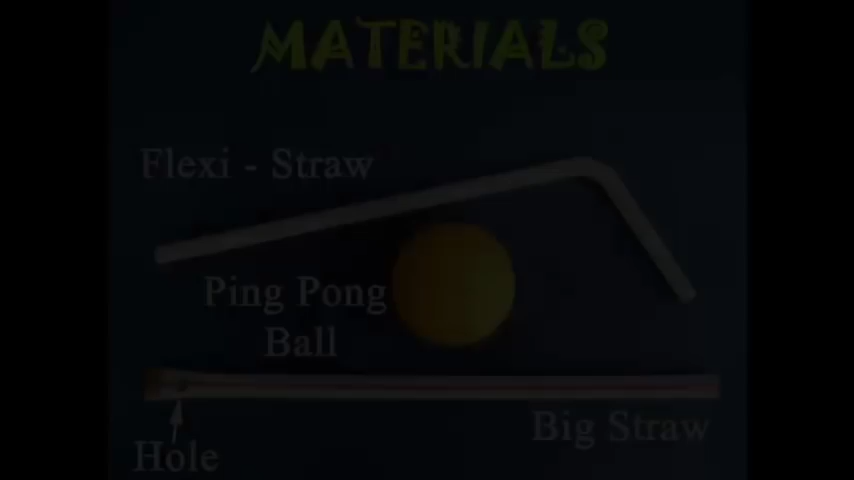 MATERIALS
Flexi - Straw
Ping Pong
Ball
Big Straw
Hole